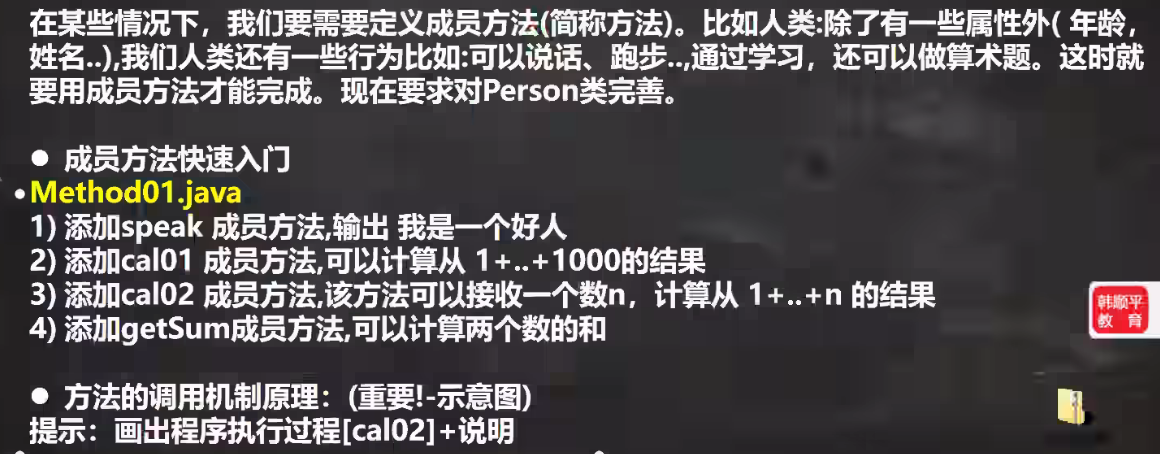 在某些情况下，我们要需要定义成员方法(简称方法)。比如人类:除了有一些属性外( 年龄，
姓名..),我们人类还有一些行为比如:可以说话、跑步..,通过学习，还可以做算术题。这时就
要用成员方法才能完成。现在要求对Person类完善。
● 成员方法快速入门
Method01.java
1) 添加speak 成员方法,输出 我是一个好人
2) 添加cal01 成员方法,可以计算从 1+..+1000的结果
3) 添加cal02 成员方法,该方法可以接收一个数n，计算从 1+..+n 的结果
4) 添加getSum成员方法,可以计算两个数的和
韩顺平
教 育
● 方法的调用机制原理：(重要!-示意图)
提示：画出程序执行过程[cal02]+说明